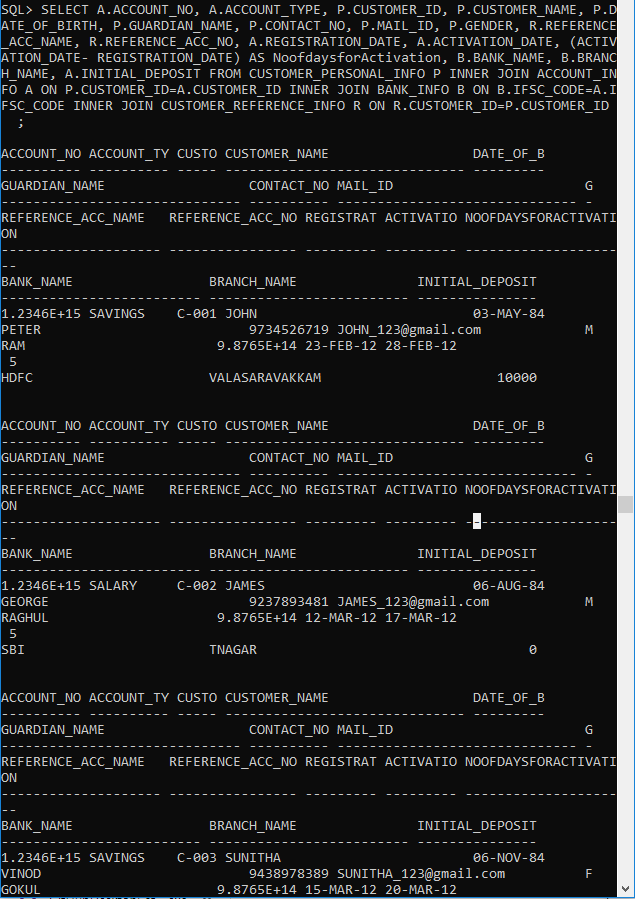 SQL> SELECT A.ACCOUNT_NO, A.ACCOUNT_TYPE, P.CUSTOMER_ID, P.CUSTOMER_NAME, P.D
ATE_OF_BIRTH, P.GUARDIAN_NAME, P.CONTACT_NO, P.MAIL_ID, P.GENDER, R.REFERENCE
_ACC_NAME, R.REFERENCE_ACC_NO, A.REGISTRATION_DATE, A.ACTIVATION_DATE, (ACTIV
ATION_DATE- REGISTRATION_DATE) AS NoofdaysforActivation, B.BANK_NAME, B.BRANC
H_NAME, A.INITIAL_DEPOSIT FROM CUSTOMER_PERSONAL_INFO P INNER JOIN ACCOUNT_IN
FO A ON P.CUSTOMER_ID=A.CUSTOMER_ID INNER JOIN BANK_INFO B ON B.IFSC_CODE=A.I
FSC_CODE INNER JOIN CUSTOMER_REFERENCE_INFO R ON R.CUSTOMER_ID=P.CUSTOMER_ID
  ;

ACCOUNT_NO ACCOUNT_TY CUSTO CUSTOMER_NAME                  DATE_OF_B
---------- ---------- ----- ------------------------------ ---------
GUARDIAN_NAME                  CONTACT_NO MAIL_ID                        G
------------------------------ ---------- ------------------------------ -
REFERENCE_ACC_NAME   REFERENCE_ACC_NO REGISTRAT ACTIVATIO NOOFDAYSFORACTIVATI
ON
-------------------- ---------------- --------- --------- -------------------
--
BANK_NAME                 BRANCH_NAME               INITIAL_DEPOSIT
------------------------- ------------------------- ---------------
1.2346E+15 SAVINGS    C-001 JOHN                           03-MAY-84
PETER                          9734526719 JOHN_123@gmail.com             M
RAM                        9.8765E+14 23-FEB-12 28-FEB-12
 5
HDFC                      VALASARAVAKKAM                      10000

ACCOUNT_NO ACCOUNT_TY CUSTO CUSTOMER_NAME                  DATE_OF_B
---------- ---------- ----- ------------------------------ ---------
GUARDIAN_NAME                  CONTACT_NO MAIL_ID                        G
------------------------------ ---------- ------------------------------ -
REFERENCE_ACC_NAME   REFERENCE_ACC_NO REGISTRAT ACTIVATIO NOOFDAYSFORACTIVATI
ON
-------------------- ---------------- --------- --------- -------------------
--
BANK_NAME                 BRANCH_NAME               INITIAL_DEPOSIT
------------------------- ------------------------- ---------------
1.2346E+15 SALARY     C-002 JAMES                          06-AUG-84
GEORGE                         9237893481 JAMES_123@gmail.com            M
RAGHUL                     9.8765E+14 12-MAR-12 17-MAR-12
 5
SBI                       TNAGAR                                  0

ACCOUNT_NO ACCOUNT_TY CUSTO CUSTOMER_NAME                  DATE_OF_B
---------- ---------- ----- ------------------------------ ---------
GUARDIAN_NAME                  CONTACT_NO MAIL_ID                        G
------------------------------ ---------- ------------------------------ -
REFERENCE_ACC_NAME   REFERENCE_ACC_NO REGISTRAT ACTIVATIO NOOFDAYSFORACTIVATI
ON
-------------------- ---------------- --------- --------- -------------------
--
BANK_NAME                 BRANCH_NAME               INITIAL_DEPOSIT
------------------------- ------------------------- ---------------
1.2346E+15 SAVINGS    C-003 SUNITHA                        06-NOV-84
VINOD                          9438978389 SUNITHA_123@gmail.com          F
GOKUL                      9.8765E+14 15-MAR-12 20-MAR-12